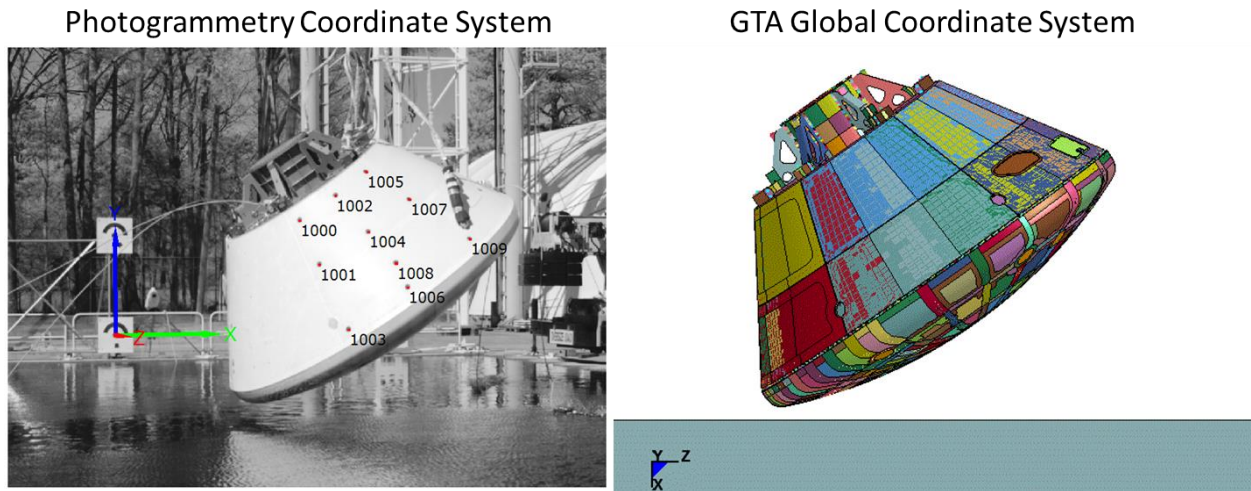 Photogrammetry Coordinate System
GTA Global Coordinate System
1005
1002
1007
1000
Y
1004
1009
1001
1008
1006
X
Z
1003
Y Z
X